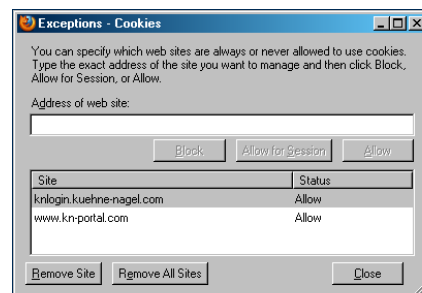 Exceptions - Cookies
You can specify which web sites are always or never allowed to use cookies.
Type the exact address of the site you want to manage and then click Block,
Allow for Session, or Allow.
Address of web site:
Block Allow for Session Allow
Site Status
knlogin.kuehne-nagel.com Allow
www.kn-portal.com Allow
Remove Site Remove All Sites Close